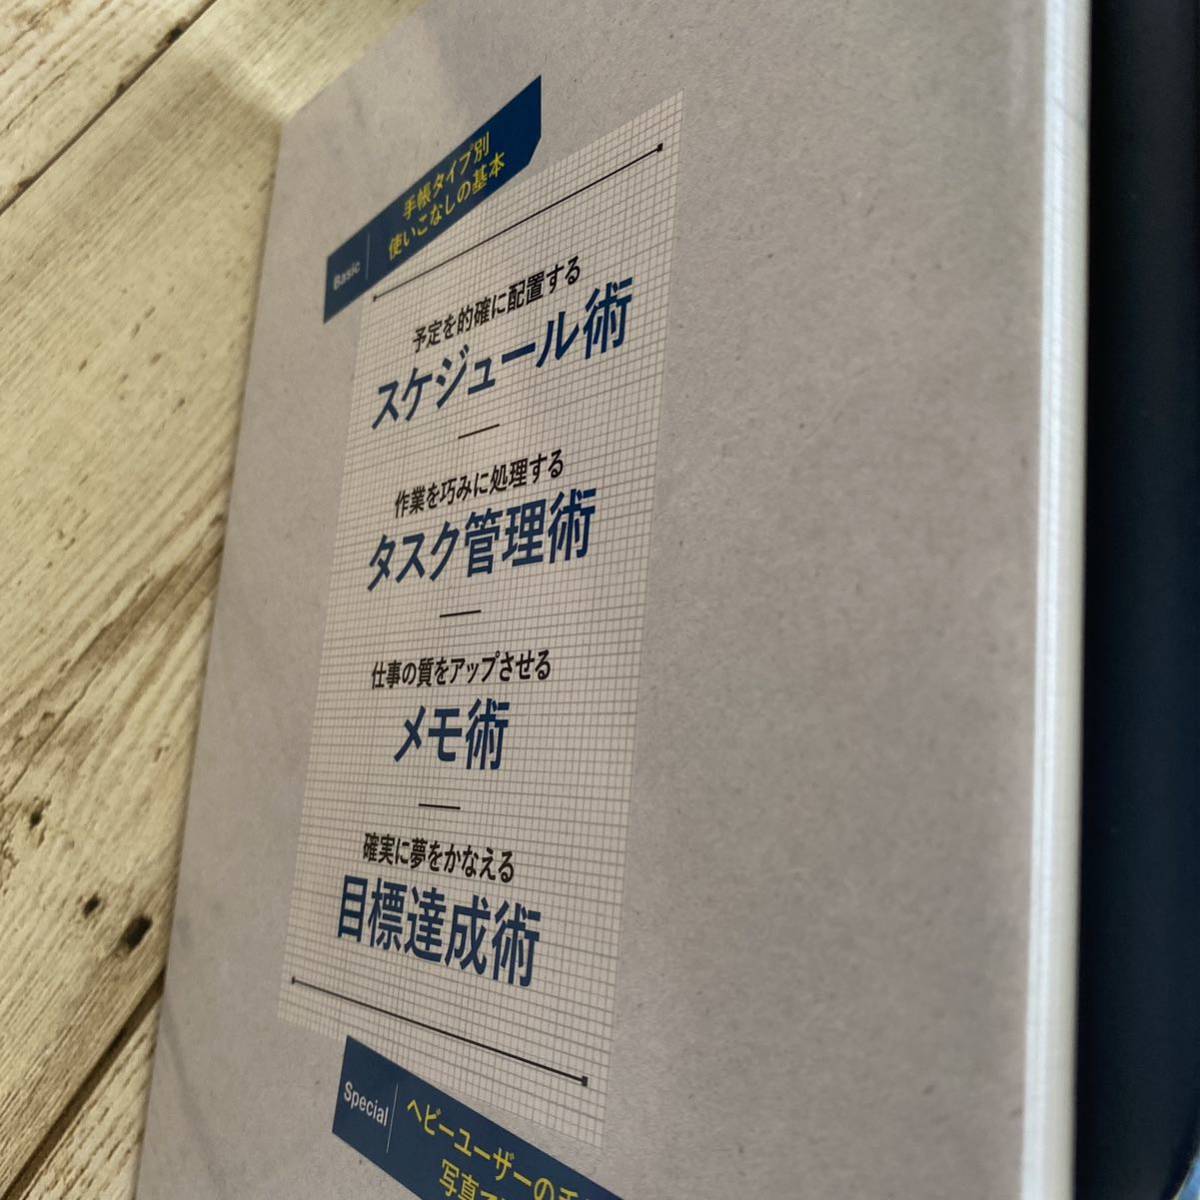 Basic
手帳タイプ別
使いこなしの基本
予定を的確に配置する
スケジュール術
作業を巧みに処理する
タスク管理術
仕事の質をアップさせる
メモ術
確実に夢をかなえる
目標達成術
Special
ヘビーユーザーの
写真